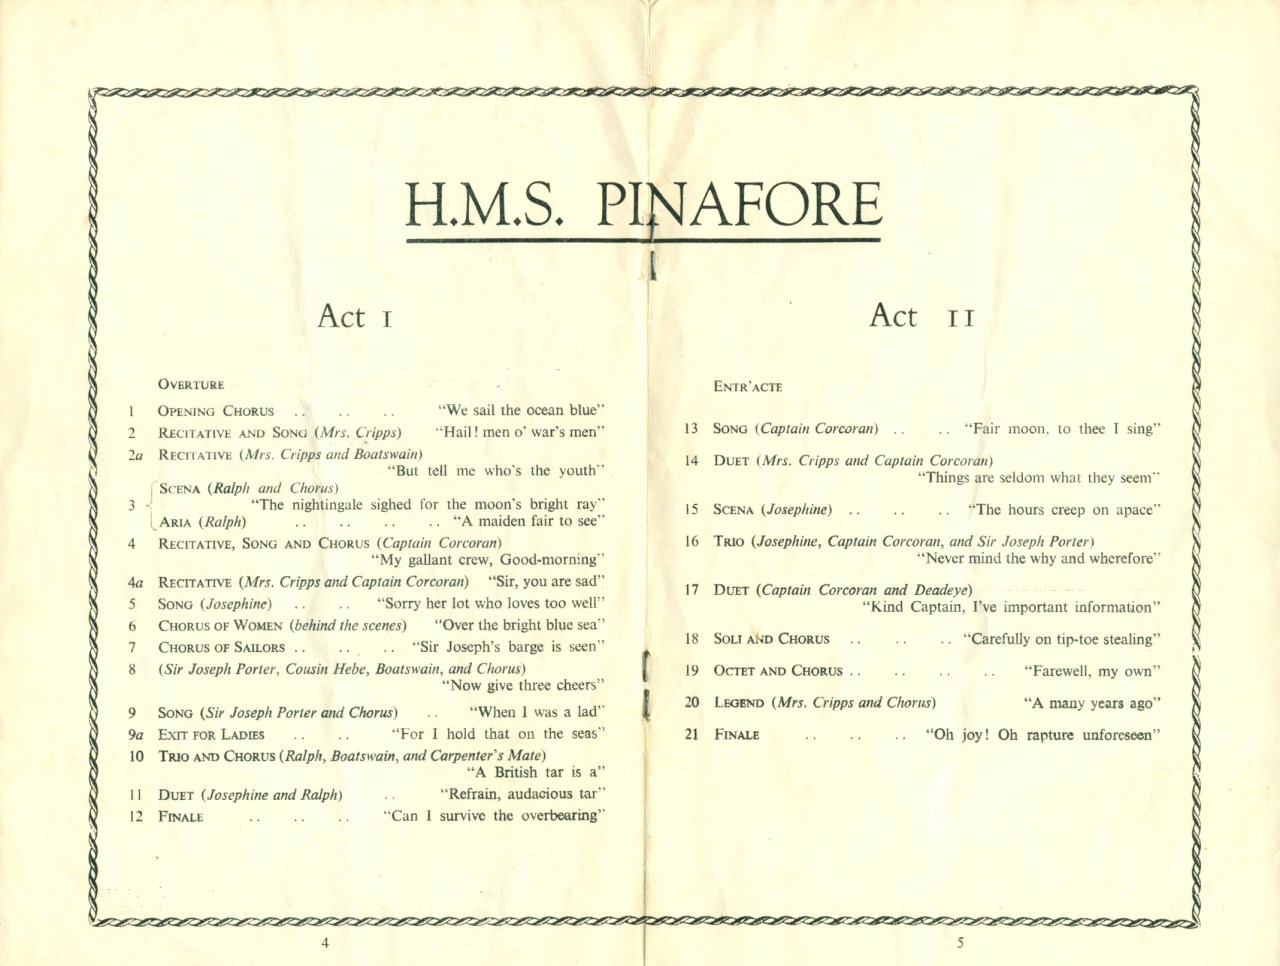 H.M.S. PINAFORE
Act I
OVERTURE
1 OPENING CHORUS .. .. .. "We sail the ocean blue"
2 RECITATIVE AND SONG (Mrs. Cripps) "Hail! men o' war's men"
2a RECITATIVE (Mrs. Cripps and Boatswain)
"But tell me who's the youth"
SCENA (Ralph and Chorus)
3 "The nightingale sighed for the moon's bright ray"
ARIA (Ralph) .. .. .. .. "A maiden fair to see"
4 RECITATIVE, SONG AND CHORUS (Captain Corcoran)
"My gallant crew, Good-morning"
4a RECITATIVE (Mrs. Cripps and Captain Corcoran) "Sir, you are sad"
5 SONG (Josephine) .. .. "Sorry her lot who loves too well"
6 CHORUS OF WOMEN (behind the scenes) "Over the bright blue sea"
7 CHORUS OF SAILORS .. .. .. "Sir Joseph's barge is seen"
8 (Sir Joseph Porter, Cousin Hebe, Boatswain, and Chorus)
"Now give three cheers"
9 SONG (Sir Joseph Porter and Chorus) .. "When I was a lad"
9a EXIT FOR LADIES .. .. "For I hold that on the seas"
10 TRIO AND CHORUS (Ralph, Boatswain, and Carpenter's Mate)
"A British tar is a"
11 DUET (Josephine and Ralph) .. "Refrain, audacious tar"
12 FINALE .. .. .. "Can I survive the overbearing"
4
Act II
ENTR'ACTE
13 SONG (Captain Corcoran) .. .. "Fair moon, to thee I sing"
14 DUET (Mrs. Cripps and Captain Corcoran)
"Things are seldom what they seem"
15 SCENA (Josephine) .. .. .. "The hours creep on apace"
16 TRIO (Josephine, Captain Corcoran, and Sir Joseph Porter)
"Never mind the why and wherefore"
17 DUET (Captain Corcoran and Deadeye)
"Kind Captain, I've important information"
18 SOLI AND CHORUS .. .. .. "Carefully on tip-toe stealing"
19 OCTET AND CHORUS .. .. .. .. "Farewell, my own"
20 LEGEND (Mrs. Cripps and Chorus) "A many years ago"
21 FINALE .. .. .. "Oh joy! Oh rapture unforeseen"
5